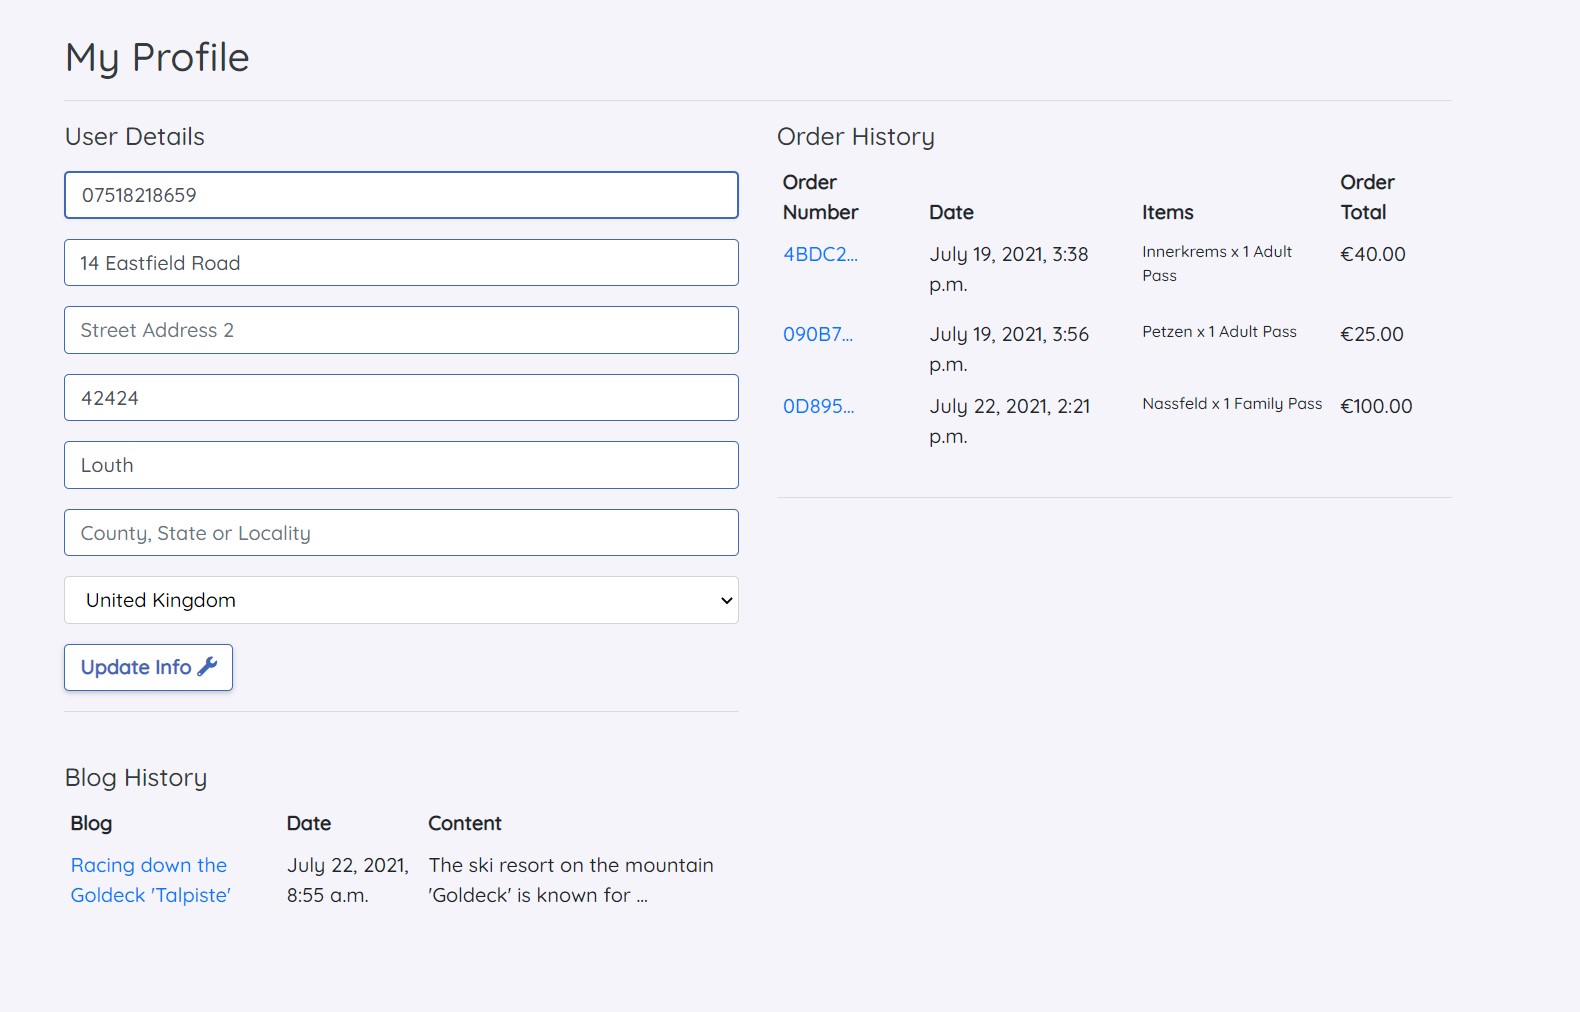 My Profile
User Details
07518218659
14 Eastfield Road
Street Address 2
42424
Louth
County, State or Locality
United Kingdom
Update Info
Order History
Order Number Date Items Order Total
4BDC2... July 19, 2021, 3:38 p.m. Innerkrems x 1 Adult Pass €40.00
090B7... July 19, 2021, 3:56 p.m. Petzen x 1 Adult Pass €25.00
0D895... July 22, 2021, 2:21 p.m. Nassfeld x 1 Family Pass €100.00
Blog History
Blog Date Content
Racing down the Goldeck 'Talpiste' July 22, 2021, 8:55 a.m. The ski resort on the mountain 'Goldeck' is known for ...